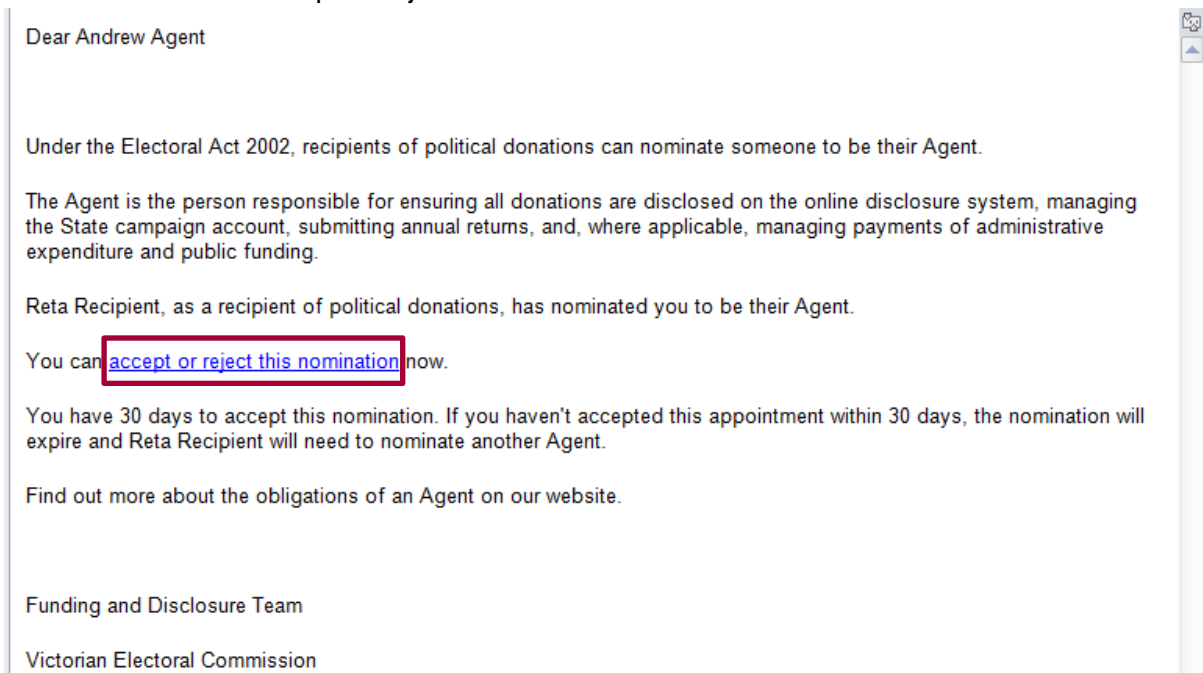 Dear Andrew Agent
Under the Electoral Act 2002, recipients of political donations can nominate someone to be their Agent.
The Agent is the person responsible for ensuring all donations are disclosed on the online disclosure system, managing
the State campaign account, submitting annual returns, and, where applicable, managing payments of administrative
expenditure and public funding.
Reta Recipient, as a recipient of political donations, has nominated you to be their Agent.
You can accept or reject this nomination now.
You have 30 days to accept this nomination. If you haven't accepted this appointment within 30 days, the nomination will
expire and Reta Recipient will need to nominate another Agent.
Find out more about the obligations of an Agent on our website.
Funding and Disclosure Team
Victorian Electoral Commission